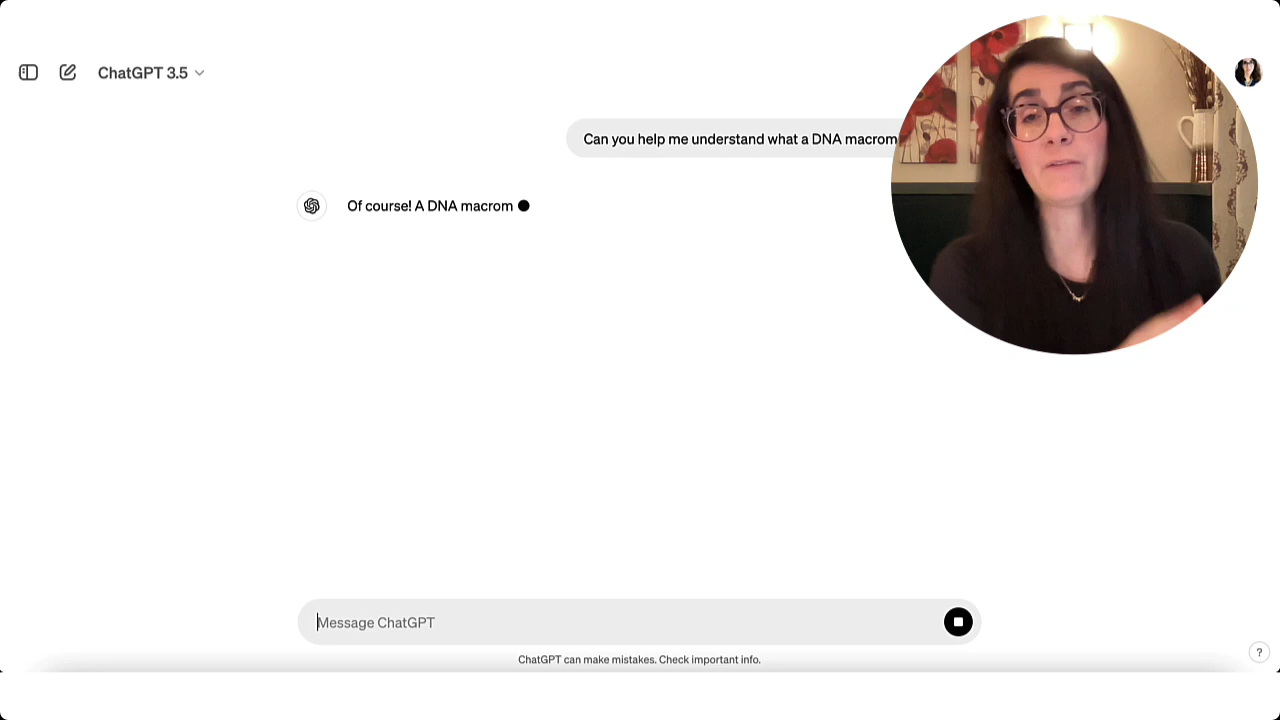 ChatGPT 3.5
Can you help me understand what a DNA macrom
Of course! A DNA macrom
Message ChatGPT
ChatGPT can make mistakes. Check important info.
?